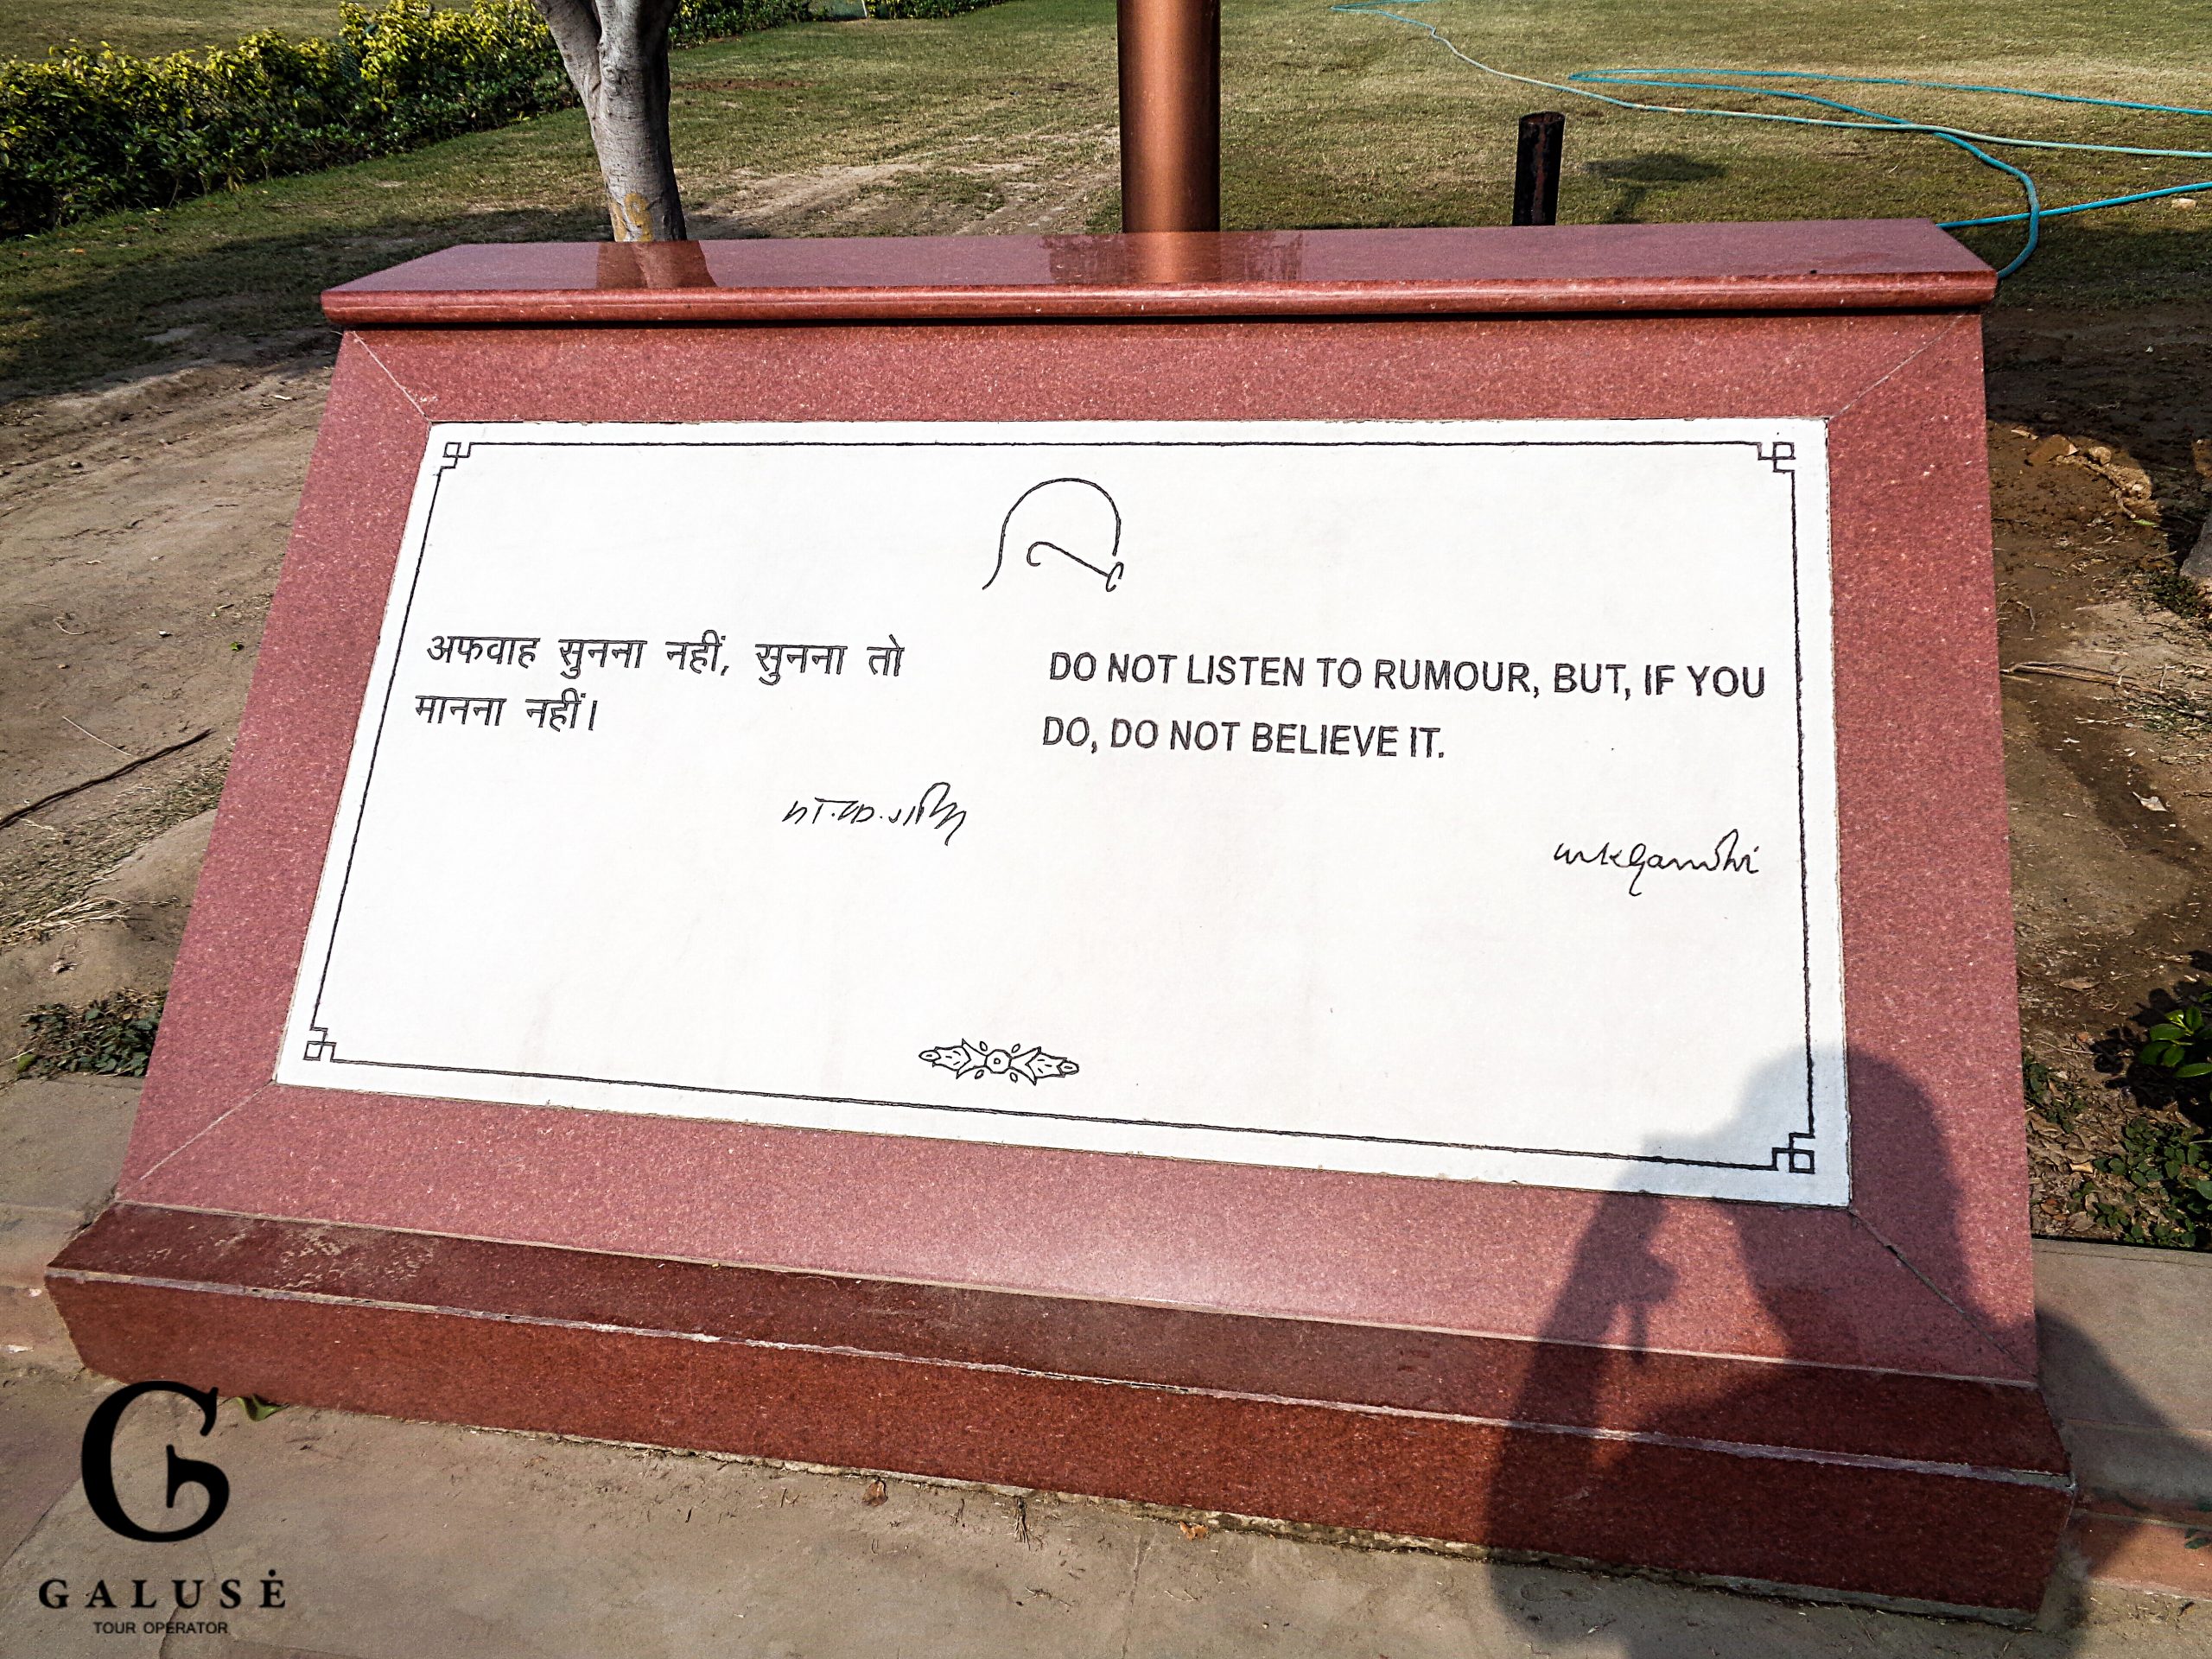 अफवाह सुनना नहीं, सुनना तो
मानना नहीं।
DO NOT LISTEN TO RUMOUR, BUT, IF YOU
DO, DO NOT BELIEVE IT.
mkgandhi
GALUSĖ
TOUR OPERATOR